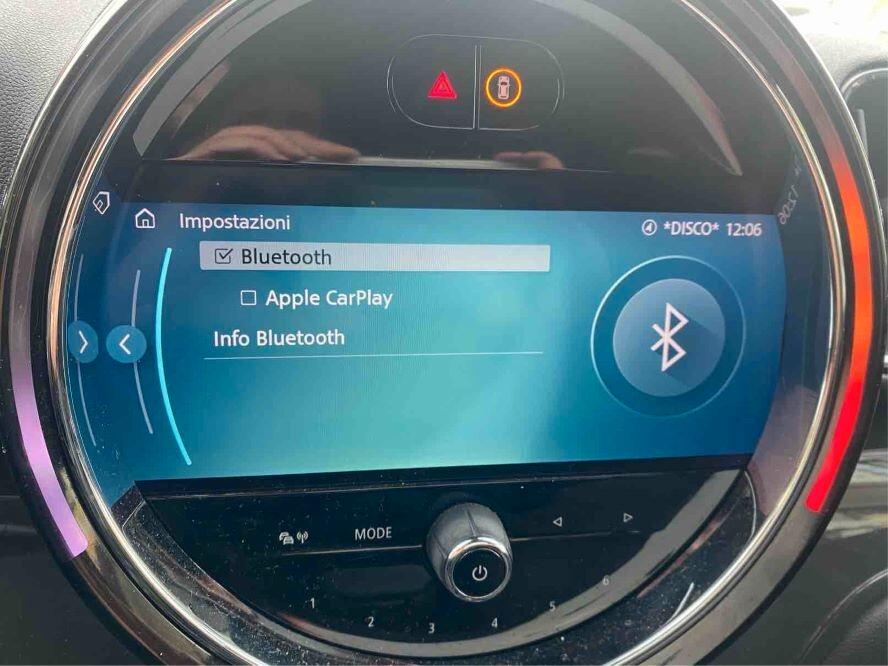 Impostazioni
*DISCO* 12:06
Bluetooth
Apple CarPlay
Info Bluetooth
MODE
1
2
3
4
5
6